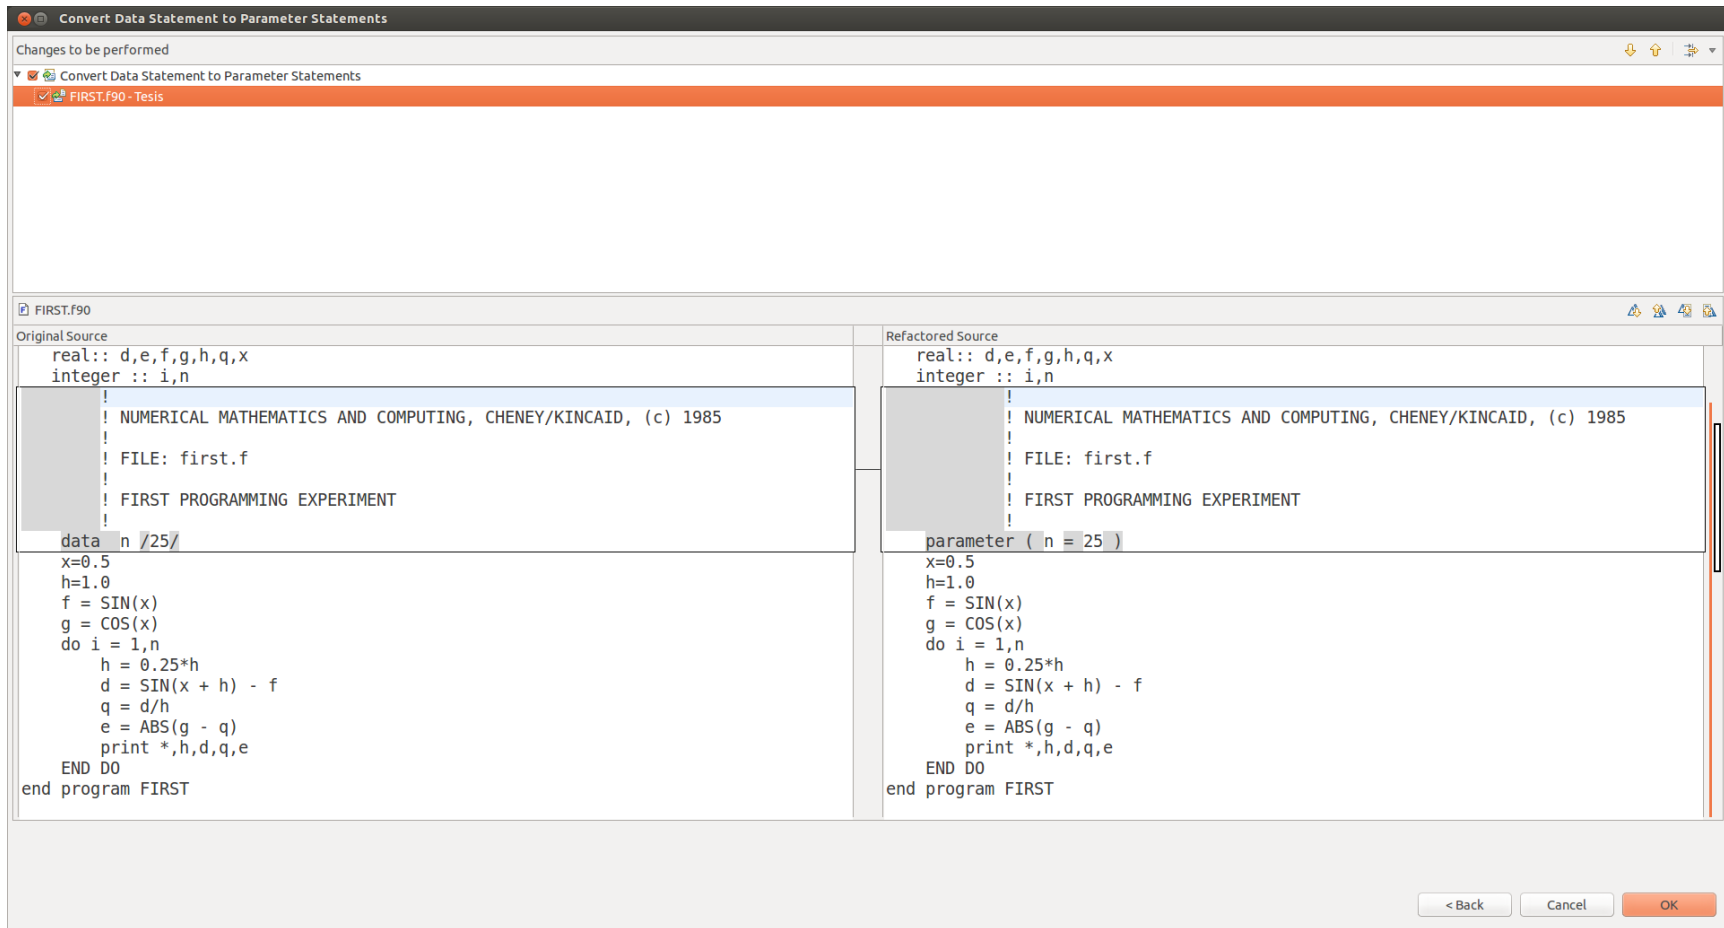 Convert Data Statement to Parameter Statements
Changes to be performed
Convert Data Statement to Parameter Statements
FIRST.f90 - Tesis
FIRST.f90
Original Source
real:: d,e,f,g,h,q,x
integer :: i,n
!
! NUMERICAL MATHEMATICS AND COMPUTING, CHENEY/KINCAID, (c) 1985
!
! FILE: first.f
!
! FIRST PROGRAMMING EXPERIMENT
!
data  n /25/
x=0.5
h=1.0
f = SIN(x)
g = COS(x)
do i = 1,n
h = 0.25*h
d = SIN(x + h) - f
q = d/h
e = ABS(g - q)
print *,h,d,q,e
END DO
end program FIRST
Refactored Source
real:: d,e,f,g,h,q,x
integer :: i,n
!
! NUMERICAL MATHEMATICS AND COMPUTING, CHENEY/KINCAID, (c) 1985
!
! FILE: first.f
!
! FIRST PROGRAMMING EXPERIMENT
!
parameter ( n = 25 )
x=0.5
h=1.0
f = SIN(x)
g = COS(x)
do i = 1,n
h = 0.25*h
d = SIN(x + h) - f
q = d/h
e = ABS(g - q)
print *,h,d,q,e
END DO
end program FIRST
< Back
Cancel
OK